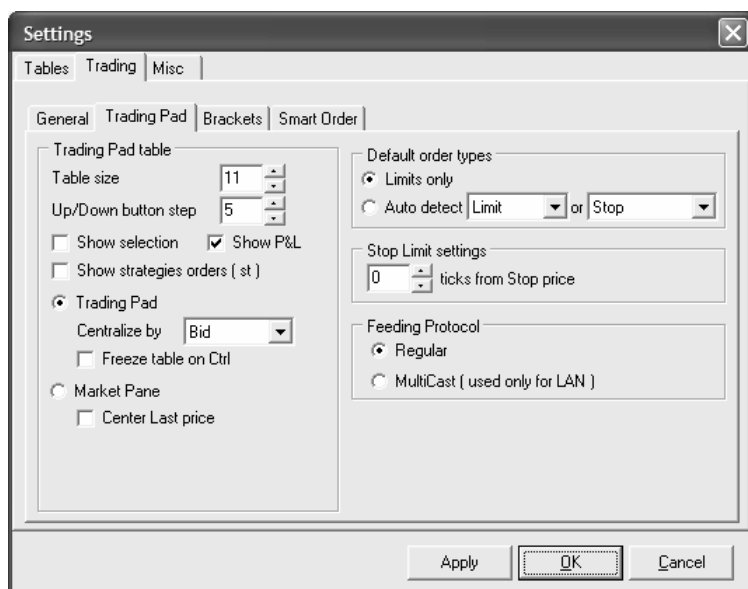 Settings
Tables Trading Misc
General Trading Pad Brackets Smart Order
Trading Pad table
Table size 11
Up/Down button step 5
Show selection Show P&L
Show strategies orders ( st )
Trading Pad
Centralize by Bid
Freeze table on Ctrl
Market Pane
Center Last price
Default order types
Limits only
Auto detect Limit or Stop
Stop Limit settings
0 ticks from Stop price
Feeding Protocol
Regular
MultiCast ( used only for LAN )
Apply OK Cancel